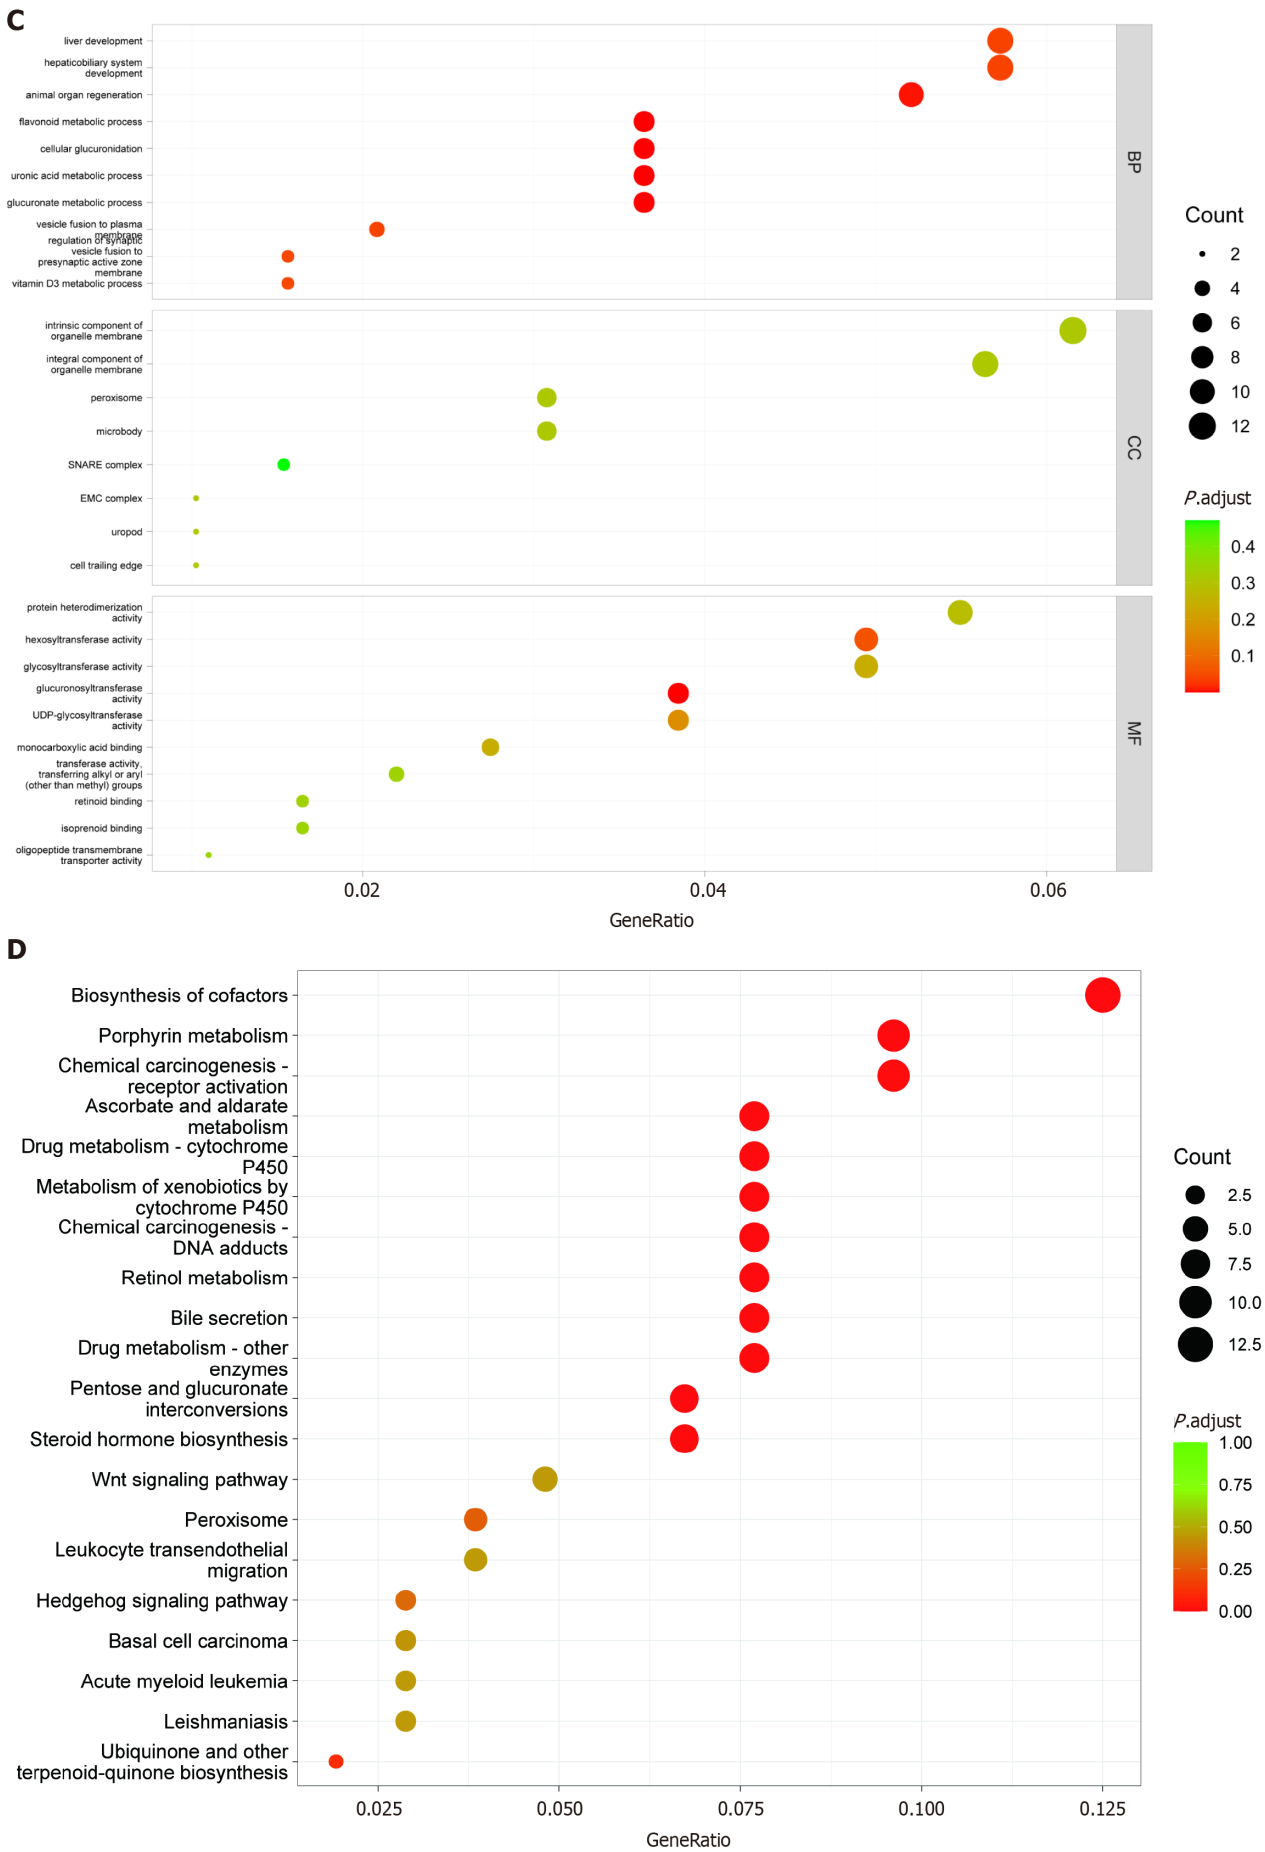 C
liver development
hepaticobiliary system
development
animal organ regeneration
flavonoid metabolic process
cellular glucuronidation
uronic acid metabolic process
glucuronate metabolic process
vesicle fusion to plasma
membrane
regulation of synaptic
vesicle fusion to
presynaptic active zone
membrane
vitamin D3 metabolic process
BP
intrinsic component of
organelle membrane
integral component of
organelle membrane
peroxisome
microbody
SNARE complex
EMC complex
uropod
cell trailing edge
CC
protein heterodimerization
activity
hexosyltransferase activity
glycosyltransferase activity
glucuronosyltransferase
activity
UDP-glycosyltransferase
activity
monocarboxylic acid binding
transferase activity,
transferring alkyl or aryl
(other than methyl) groups
retinoid binding
isoprenoid binding
oligopeptide transmembrane
transporter activity
MF
0.02
0.04
0.06
GeneRatio
Count
2
4
6
8
10
12
P.adjust
0.4
0.3
0.2
0.1
D
Biosynthesis of cofactors
Porphyrin metabolism
Chemical carcinogenesis -
receptor activation
Ascorbate and aldarate
metabolism
Drug metabolism - cytochrome
P450
Metabolism of xenobiotics by
cytochrome P450
Chemical carcinogenesis -
DNA adducts
Retinol metabolism
Bile secretion
Drug metabolism - other
enzymes
Pentose and glucuronate
interconversions
Steroid hormone biosynthesis
Wnt signaling pathway
Peroxisome
Leukocyte transendothelial
migration
Hedgehog signaling pathway
Basal cell carcinoma
Acute myeloid leukemia
Leishmaniasis
Ubiquinone and other
terpenoid-quinone biosynthesis
0.025
0.050
0.075
0.100
0.125
GeneRatio
Count
2.5
5.0
7.5
10.0
12.5
P.adjust
1.00
0.75
0.50
0.25
0.00